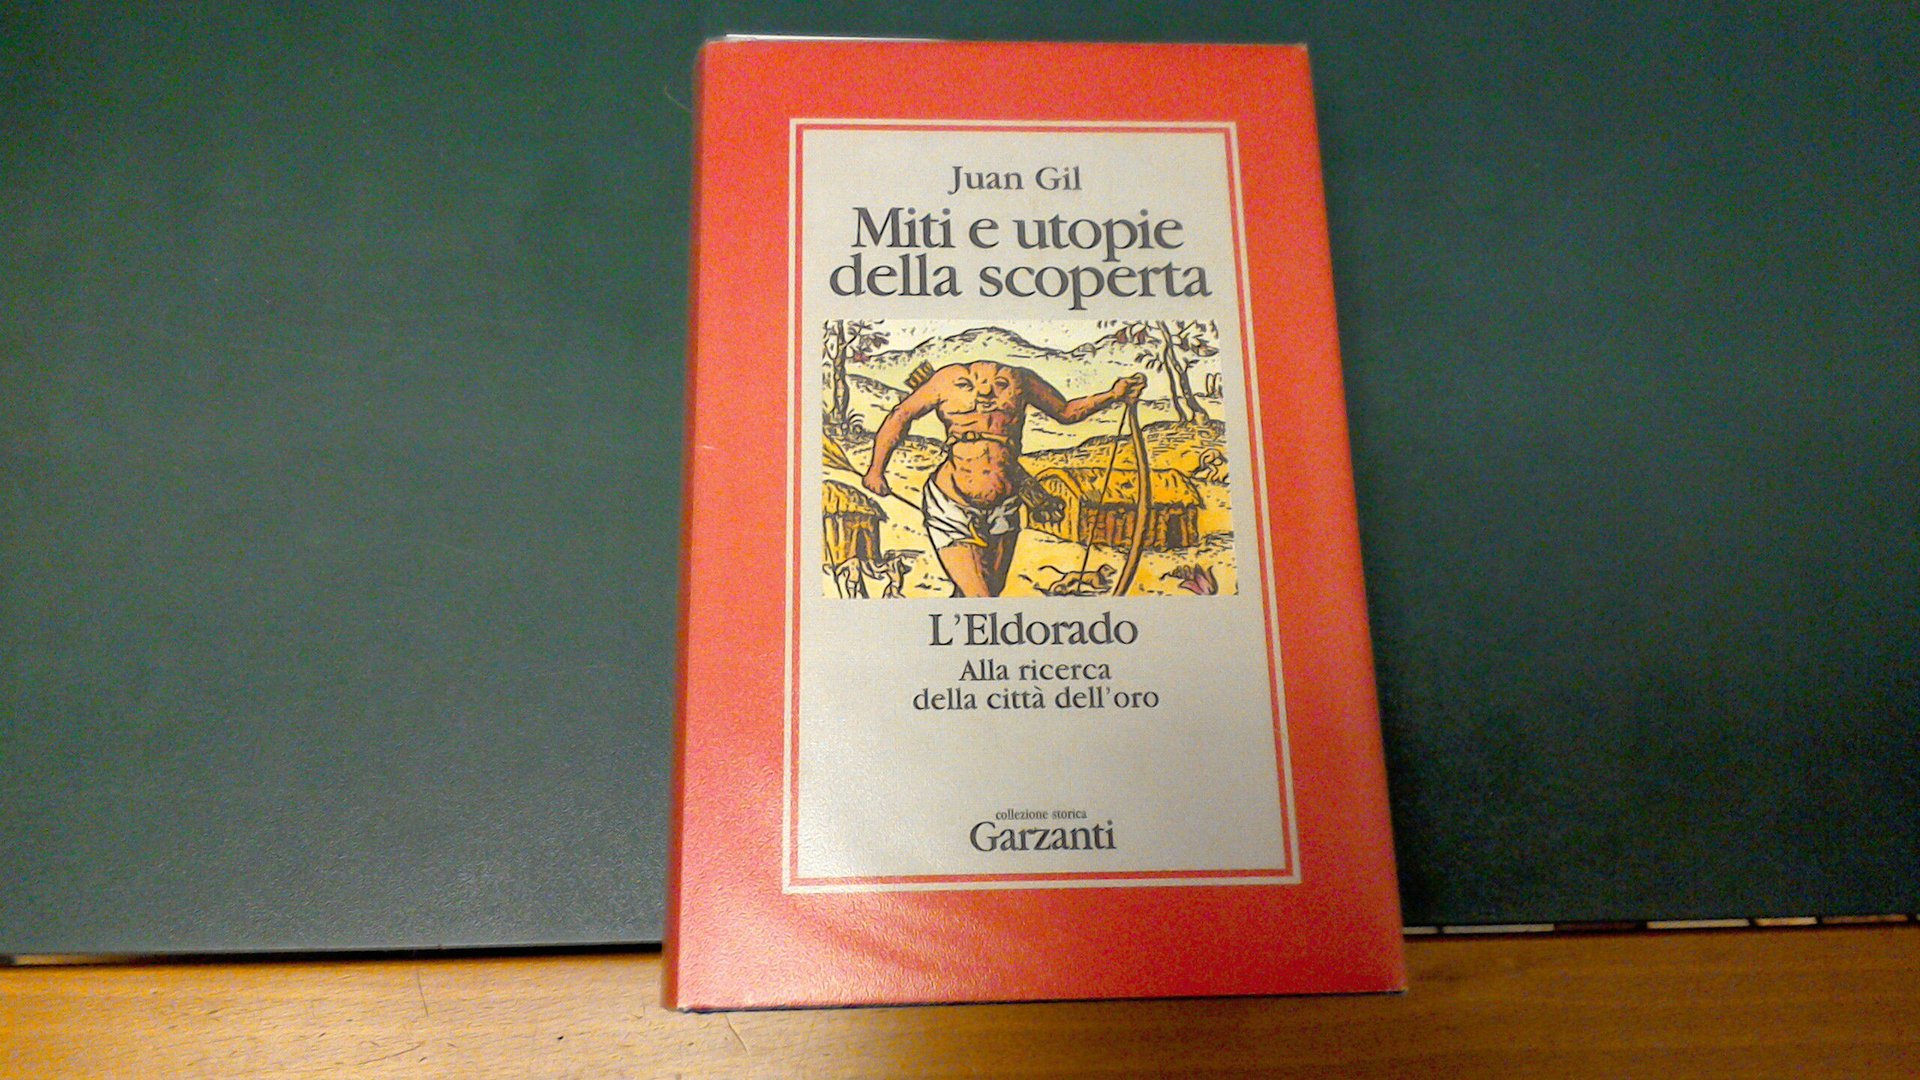 Juan Gil
Miti e utopie
della scoperta
L'Eldorado
Alla ricerca
della città dell'oro
collezione storica
Garzanti